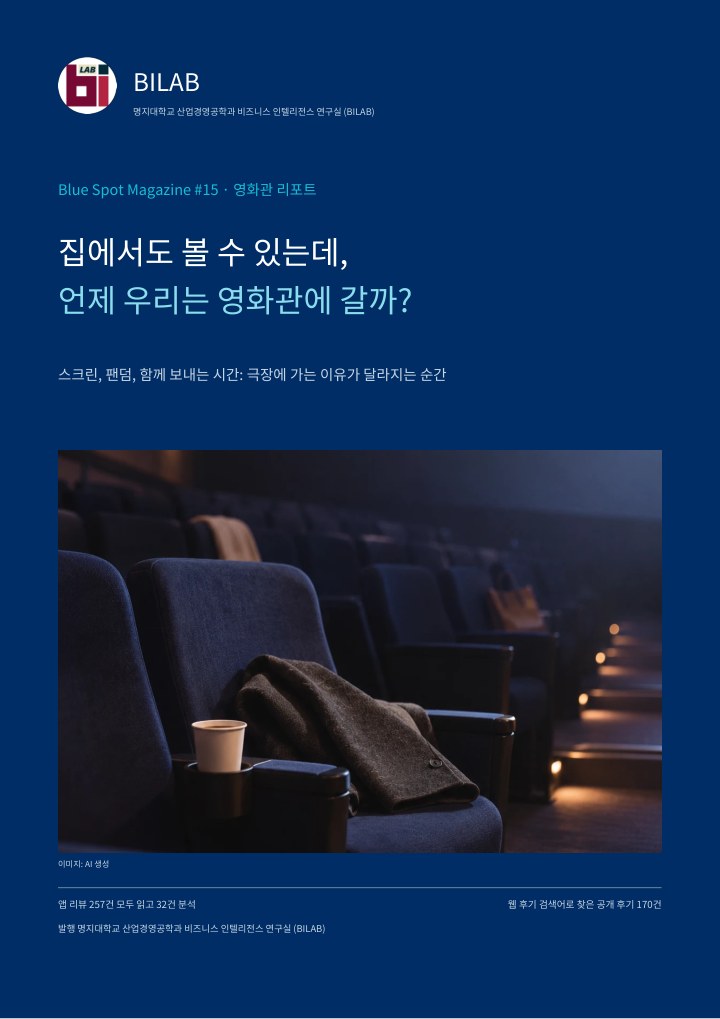 LAB
bi
BILAB
명지대학교 산업경영공학과 비즈니스 인텔리전스 연구실 (BILAB)
Blue Spot Magazine #15 · 영화관 리포트
집에서도 볼 수 있는데,
언제 우리는 영화관에 갈까?
스크린, 팬덤, 함께 보내는 시간: 극장에 가는 이유가 달라지는 순간
이미지: AI 생성
앱 리뷰 257건 모두 읽고 32건 분석
웹 후기 검색어로 찾은 공개 후기 170건
발행 명지대학교 산업경영공학과 비즈니스 인텔리전스 연구실 (BILAB)